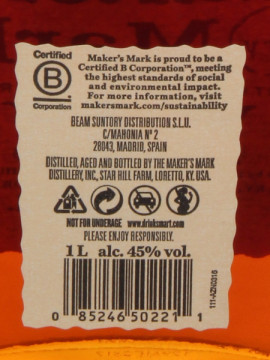 Certified
B
Corporation
Maker's Mark is proud to be a
Certified B Corporation™, meeting
the highest standards of social
and environmental impact.
For more information, visit
makersmark.com/sustainability
BEAM SUNTORY DISTRIBUTION S.L.U.
C/MAHONIA Nº 2
28043, MADRID, SPAIN
DISTILLED, AGED AND BOTTLED BY THE MAKER'S MARK
DISTILLERY, INC, STAR HILL FARM, LORETTO, KY. USA.
NOT FOR UNDERAGE www.drinksmart.com
PLEASE ENJOY RESPONSIBLY.
1 L alc. 45% vol.
0 85246 50221 1